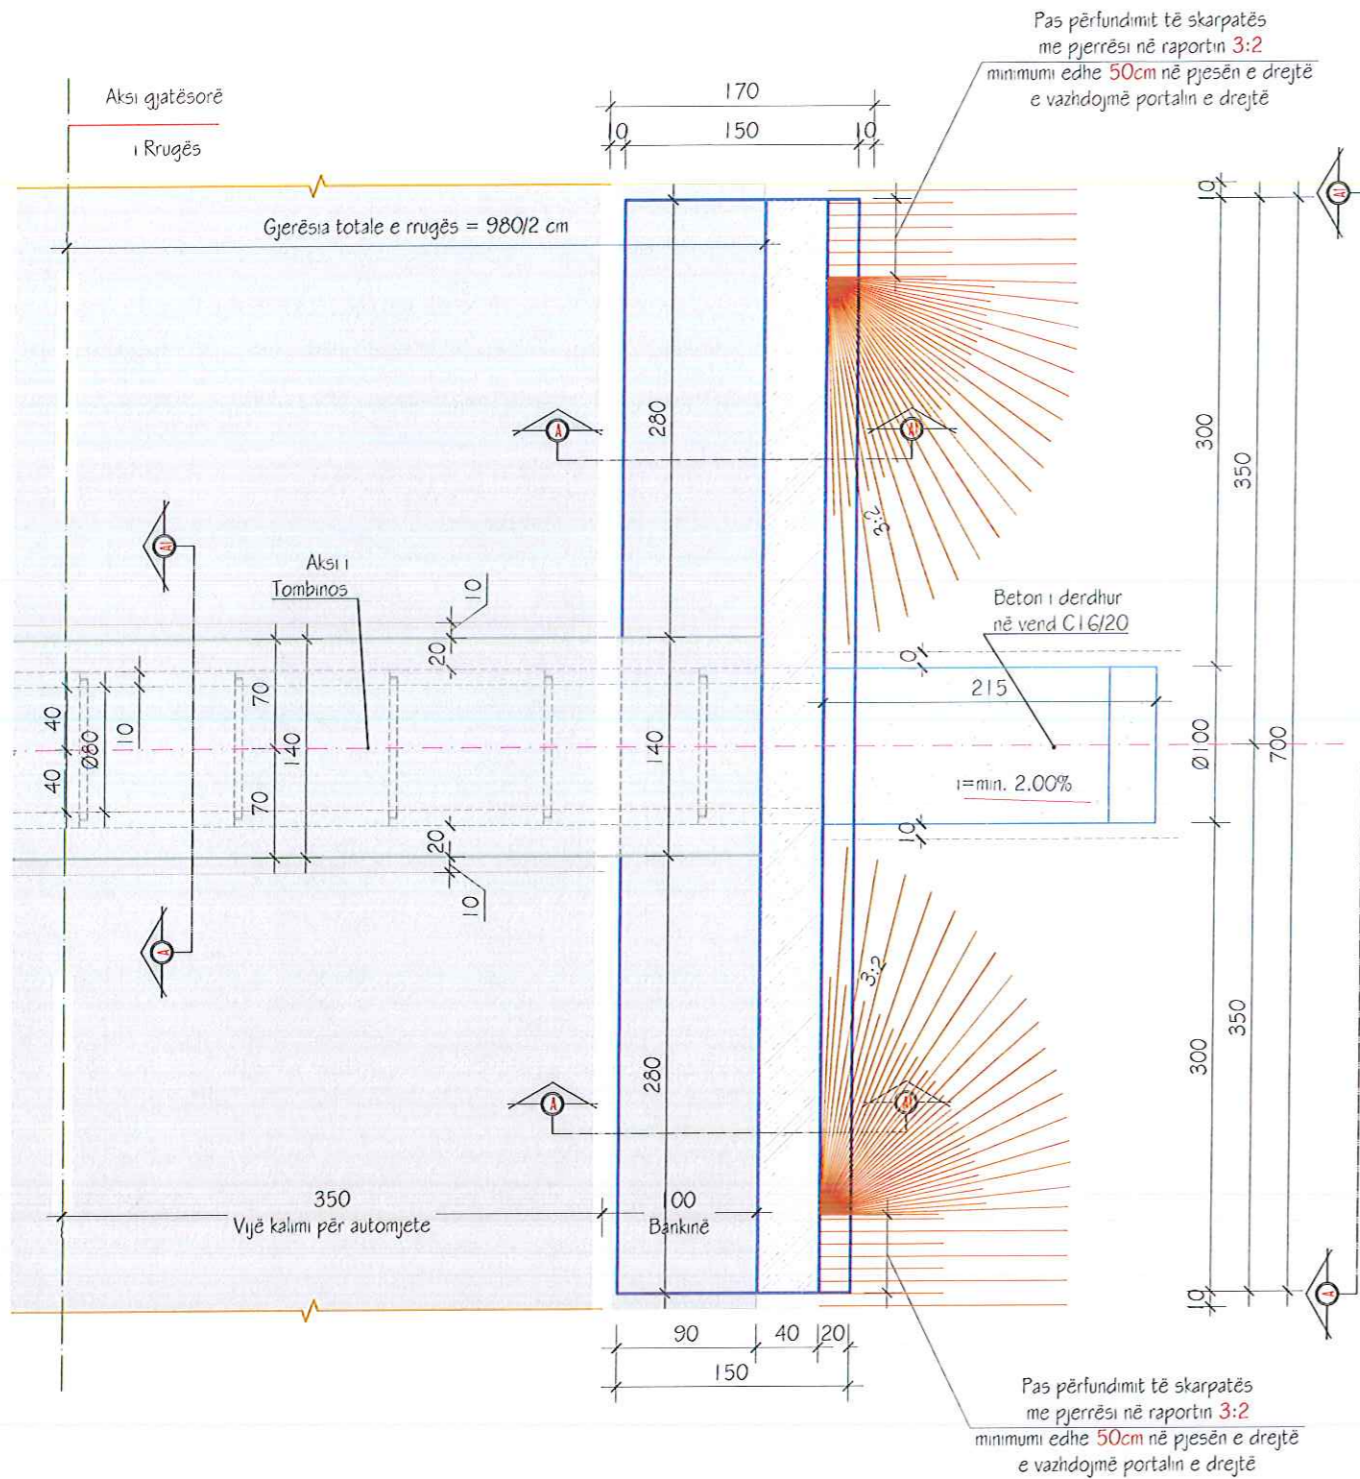 Pas përfundimit të skarpatës
me pjerrësi në raportin 3:2
minimumi edhe 50cm në pjesën e drejtë
e vazhdojmë portalin e drejtë
Aksi gjatësorë
i Rrugës
170
10
150
10
10
A1
Gjerësia totale e rrugës = 980/2 cm
280
300
350
A
A1
3:2
A1
Aksi i
Tombinos
10
20
Beton i derdhur
në vend C16/20
10
215
40
Ø80
10
70
140
140
Ø100
700
40
70
i=min. 2.00%
20
10
10
A
3:2
280
300
350
A
A1
350
100
Vijë kalimi për automjete
Bankinë
10
A
90
40
20
150
Pas përfundimit të skarpatës
me pjerrësi në raportin 3:2
minimumi edhe 50cm në pjesën e drejtë
e vazhdojmë portalin e drejtë